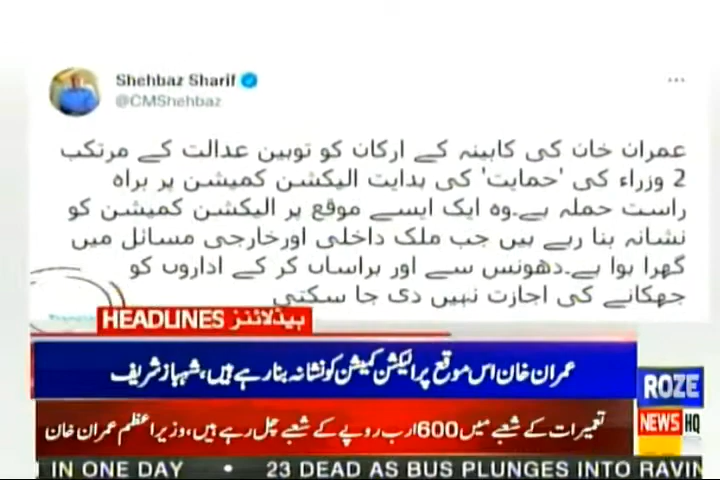 Shehbaz Sharif
@CMShehbaz
عمران خان کی کابینہ کے ارکان کو توہین عدالت کے مرتکب
2 وزراء کی 'حمایت' کی ہدایت الیکشن کمیشن پر براہ
راست حملہ ہے۔وہ ایک ایسے موقع پر الیکشن کمیشن کو
نشانہ بنا رہے ہیں جب ملک داخلی اورخارجی مسائل میں
گھرا ہوا ہے۔دھونس سے اور ہراساں کر کے اداروں کو
جھکانے کی اجازت نہیں دی جا سکتی
HEADLINES ہیڈلائنز
عمران خان اس موقع پر الیکشن کمیشن کو نشانہ بنا رہے ہیں، شہباز شریف
تعمیرات کے شعبے میں 600 ارب روپے کے شعبے چل رہے ہیں، وزیراعظم عمران خان
ROZE
NEWS HQ
IN ONE DAY • 23 DEAD AS BUS PLUNGES INTO RAVIN